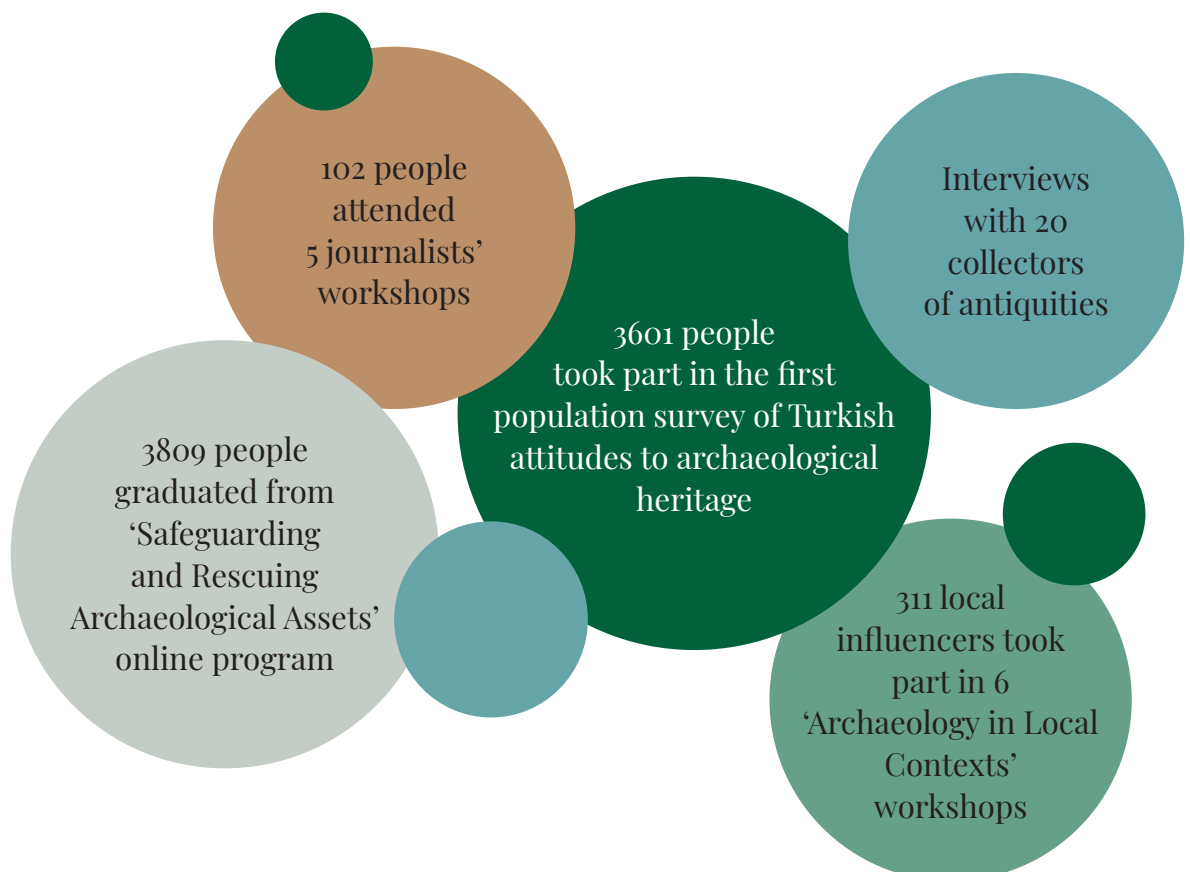 102 people
attended
5 journalists’
workshops
Interviews
with 20
collectors
of antiquities
3601 people
took part in the first
population survey of Turkish
attitudes to archaeological
heritage
3809 people
graduated from
‘Safeguarding
and Rescuing
Archaeological Assets’
online program
311 local
influencers took
part in 6
‘Archaeology in Local
Contexts’
workshops